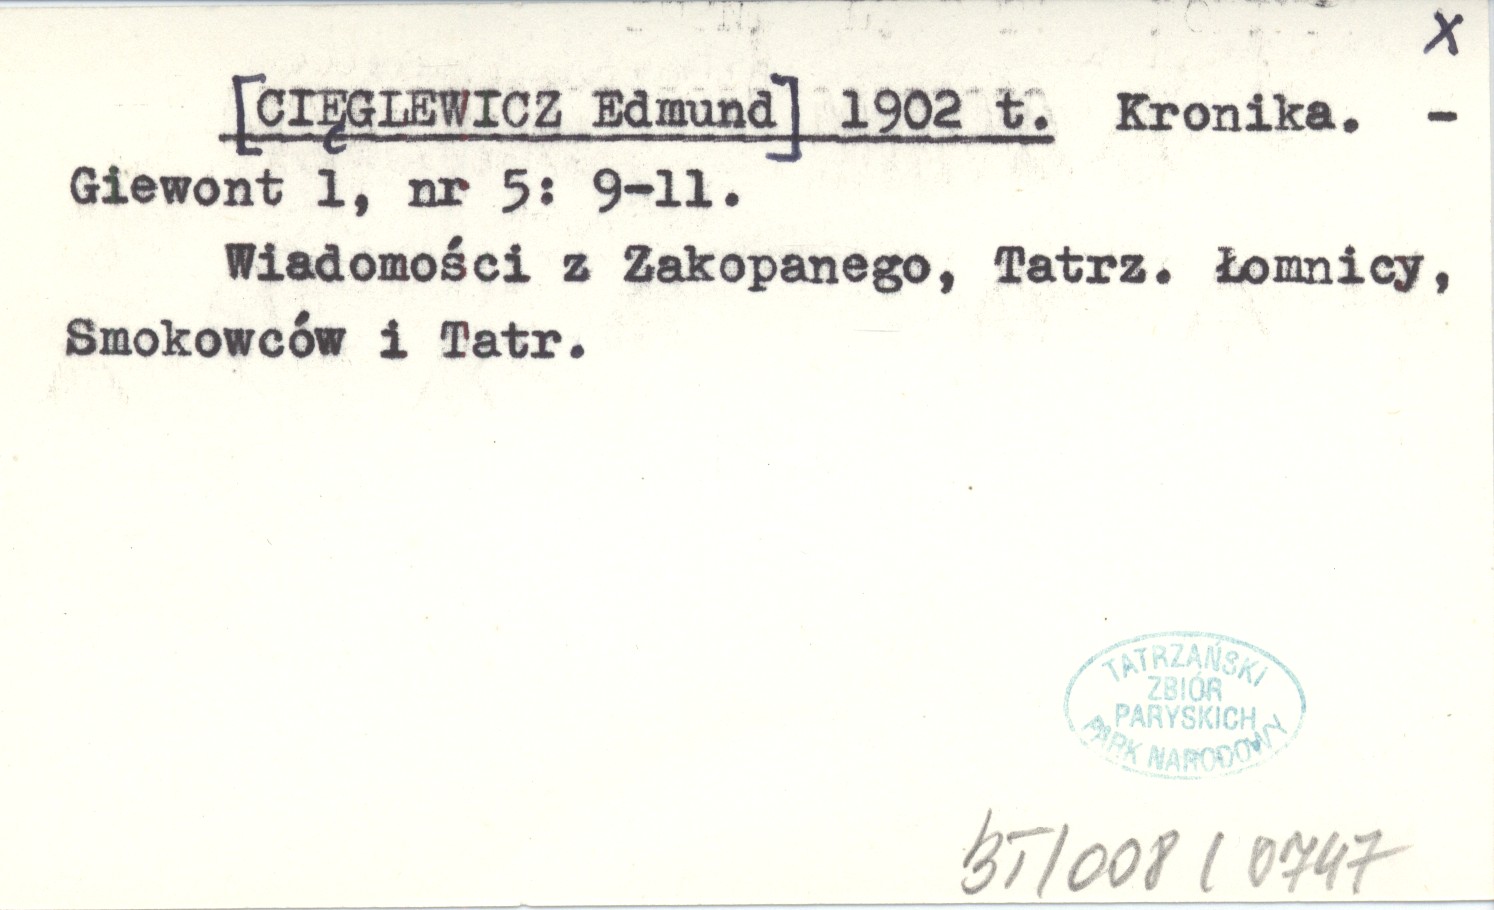 x
[CIĘGLEWICZ Edmund] 1902 t. Kronika. -
Giewont 1, nr 5: 9-11.
Wiadomości z Zakopanego, Tatrz. Łomnicy,
Smokowców i Tatr.
TATRZAŃSKI
ZBIÓR
PARYSKICH
PARK NARODOWY
BT/008/0747